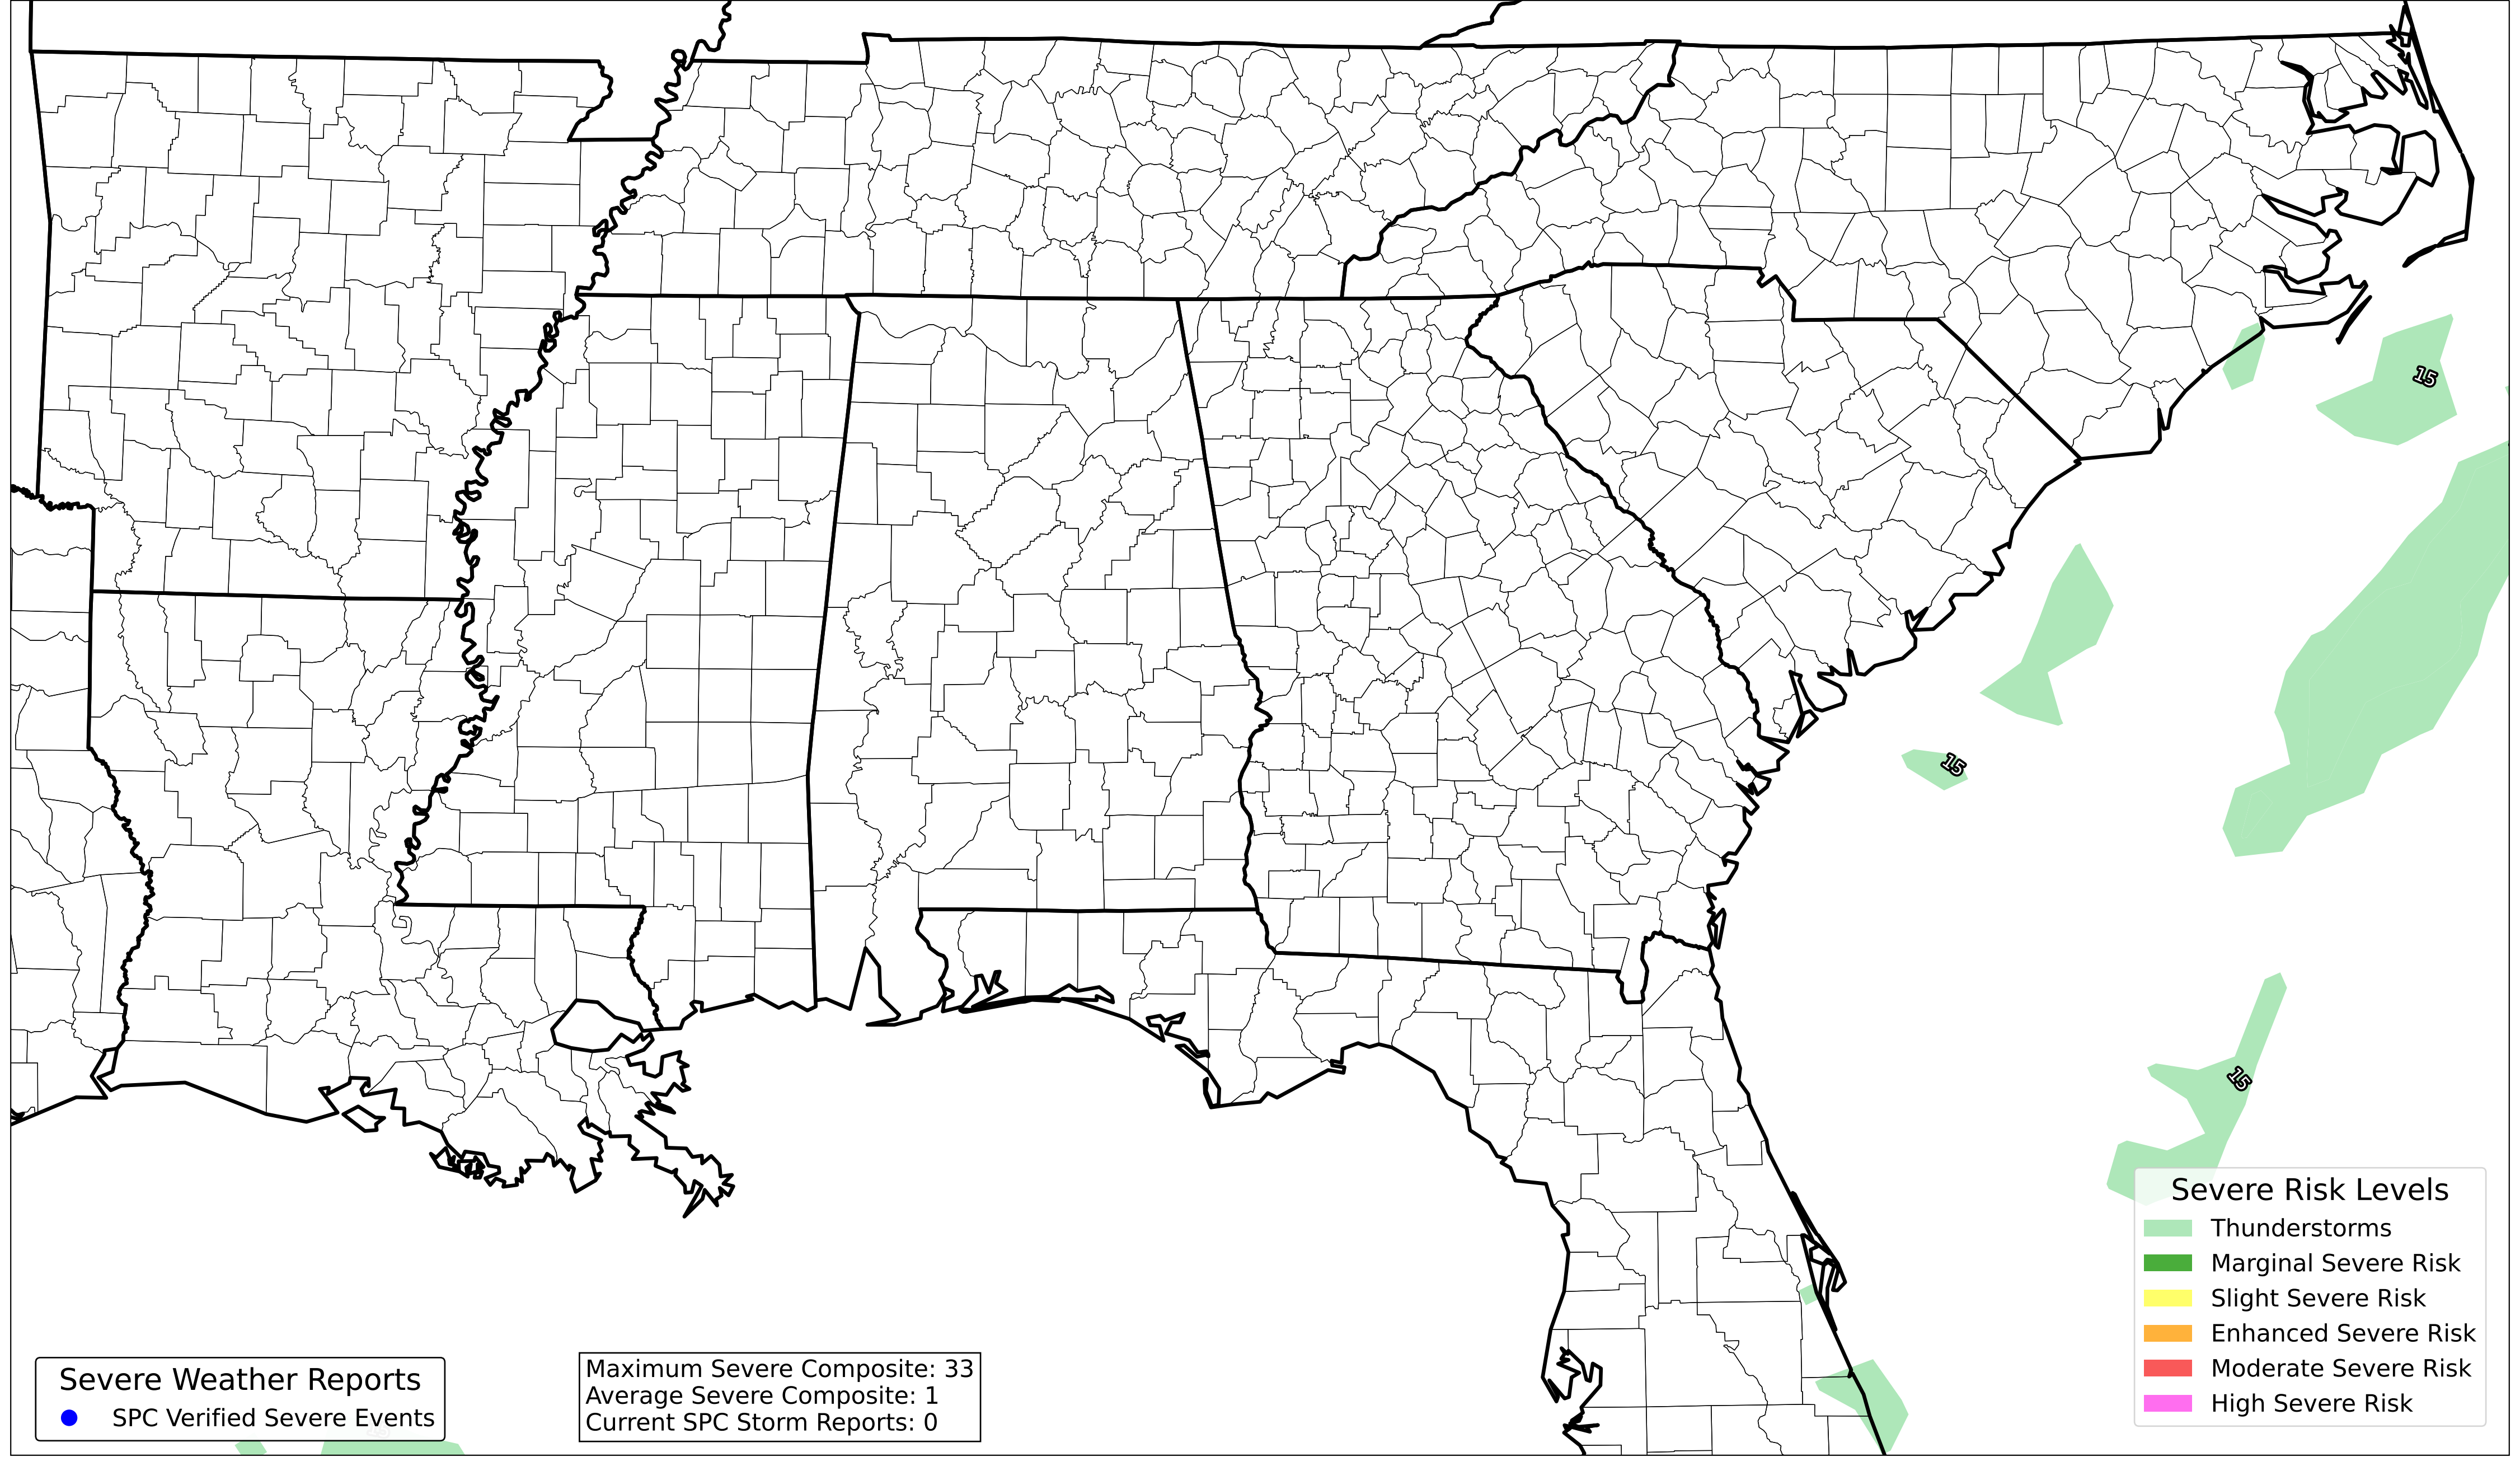 15
15
15
Severe Risk Levels
Thunderstorms
Marginal Severe Risk
Slight Severe Risk
Enhanced Severe Risk
Moderate Severe Risk
High Severe Risk
Severe Weather Reports
SPC Verified Severe Events
Maximum Severe Composite: 33
Average Severe Composite: 1
Current SPC Storm Reports: 0